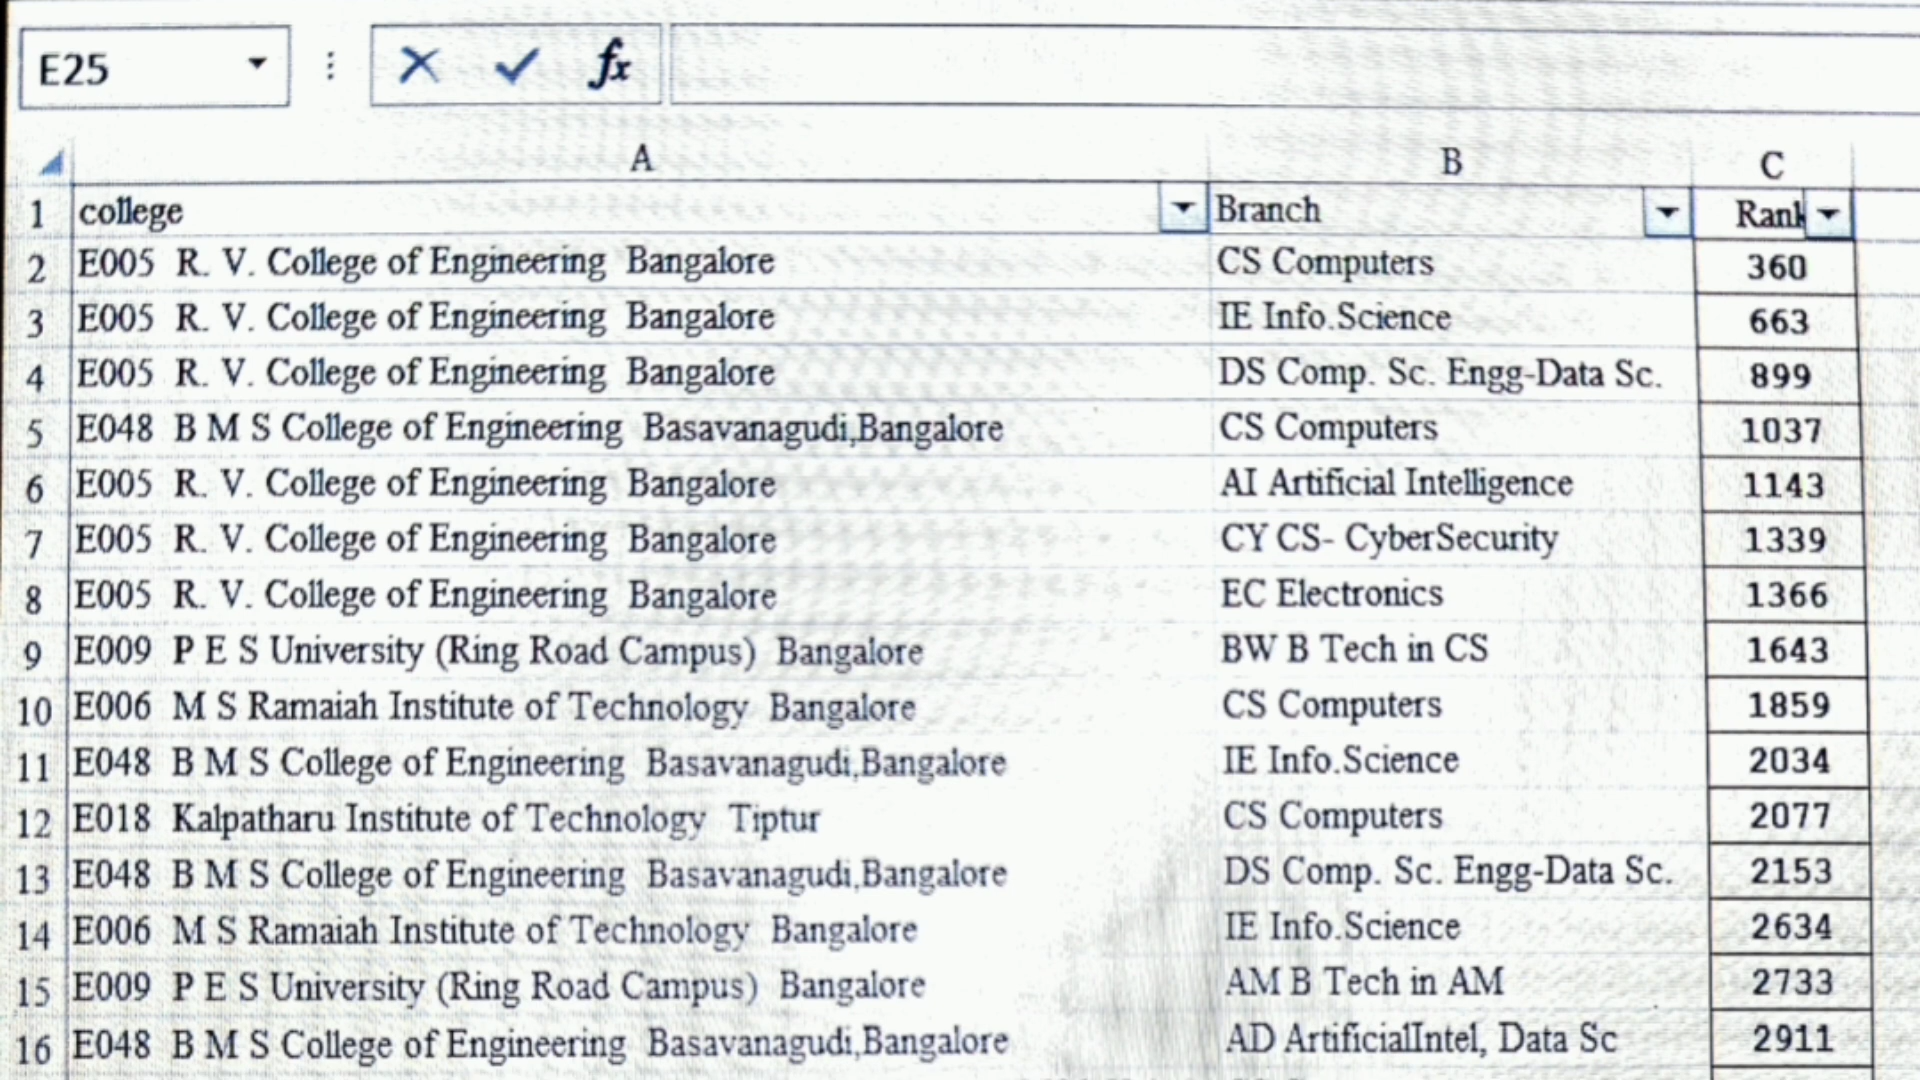 E25 fx
A B C
1 college Branch Rank
2 E005 R. V. College of Engineering Bangalore CS Computers 360
3 E005 R. V. College of Engineering Bangalore IE Info.Science 663
4 E005 R. V. College of Engineering Bangalore DS Comp. Sc. Engg-Data Sc. 899
5 E048 B M S College of Engineering Basavanagudi,Bangalore CS Computers 1037
6 E005 R. V. College of Engineering Bangalore AI Artificial Intelligence 1143
7 E005 R. V. College of Engineering Bangalore CY CS- CyberSecurity 1339
8 E005 R. V. College of Engineering Bangalore EC Electronics 1366
9 E009 P E S University (Ring Road Campus) Bangalore BW B Tech in CS 1643
10 E006 M S Ramaiah Institute of Technology Bangalore CS Computers 1859
11 E048 B M S College of Engineering Basavanagudi,Bangalore IE Info.Science 2034
12 E018 Kalpatharu Institute of Technology Tiptur CS Computers 2077
13 E048 B M S College of Engineering Basavanagudi,Bangalore DS Comp. Sc. Engg-Data Sc. 2153
14 E006 M S Ramaiah Institute of Technology Bangalore IE Info.Science 2634
15 E009 P E S University (Ring Road Campus) Bangalore AM B Tech in AM 2733
16 E048 B M S College of Engineering Basavanagudi,Bangalore AD ArtificialIntel, Data Sc 2911